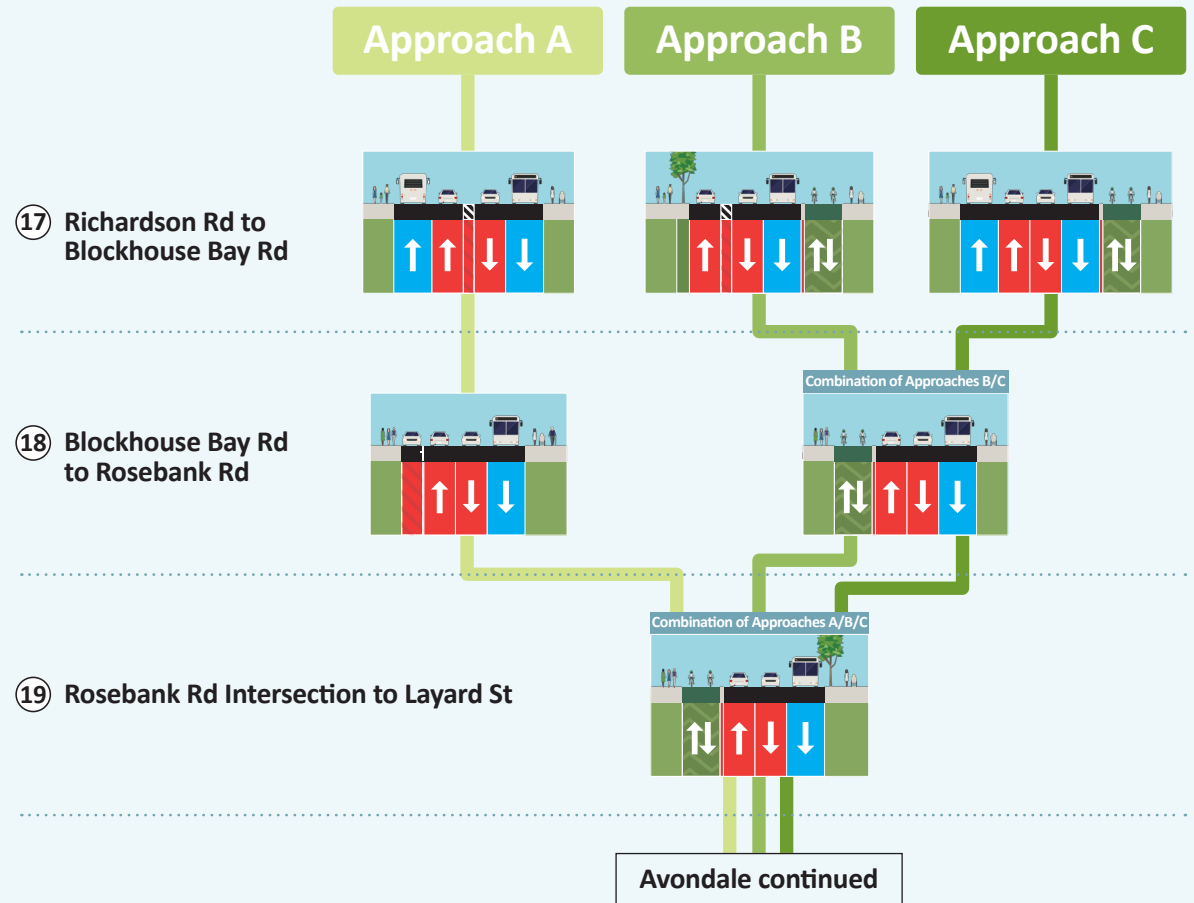 Approach A
Approach B
Approach C
17 Richardson Rd to
Blockhouse Bay Rd
Combination of Approaches B/C
18 Blockhouse Bay Rd
to Rosebank Rd
Combination of Approaches A/B/C
19 Rosebank Rd Intersection to Layard St
Avondale continued